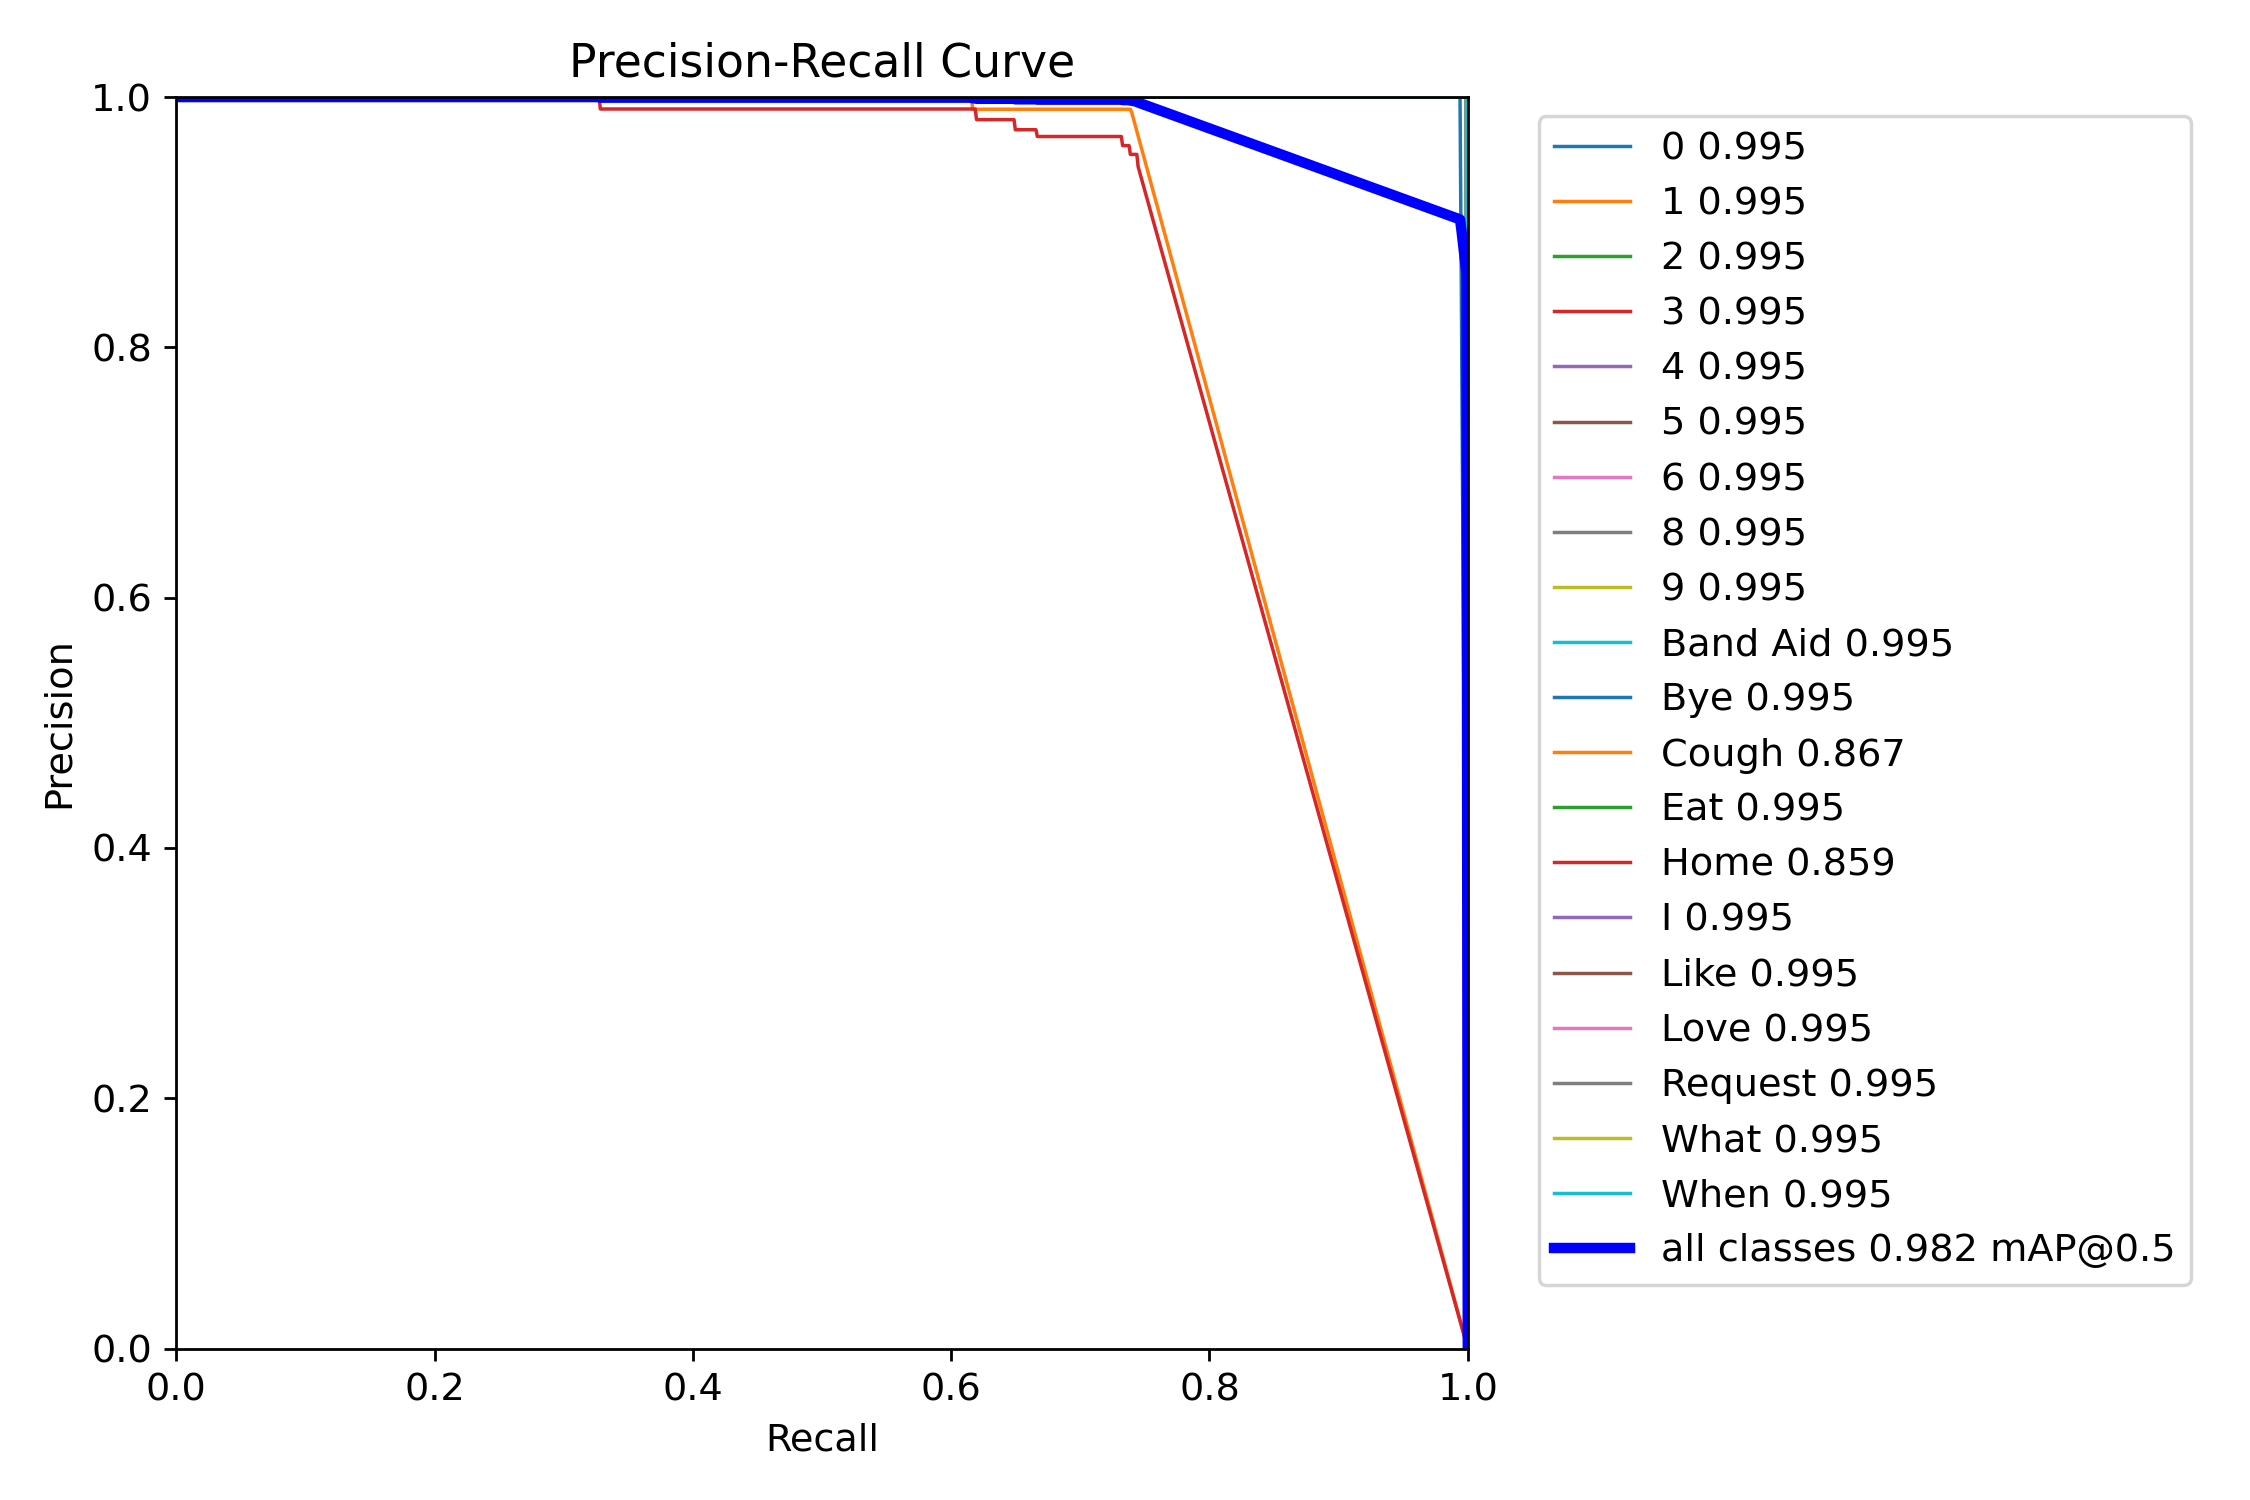 Precision-Recall Curve
1.0
0.8
0.6
0.4
0.2
0.0
Precision
0.0 0.2 0.4 0.6 0.8 1.0
Recall
0 0.995
1 0.995
2 0.995
3 0.995
4 0.995
5 0.995
6 0.995
8 0.995
9 0.995
Band Aid 0.995
Bye 0.995
Cough 0.867
Eat 0.995
Home 0.859
I 0.995
Like 0.995
Love 0.995
Request 0.995
What 0.995
When 0.995
all classes 0.982 mAP@0.5